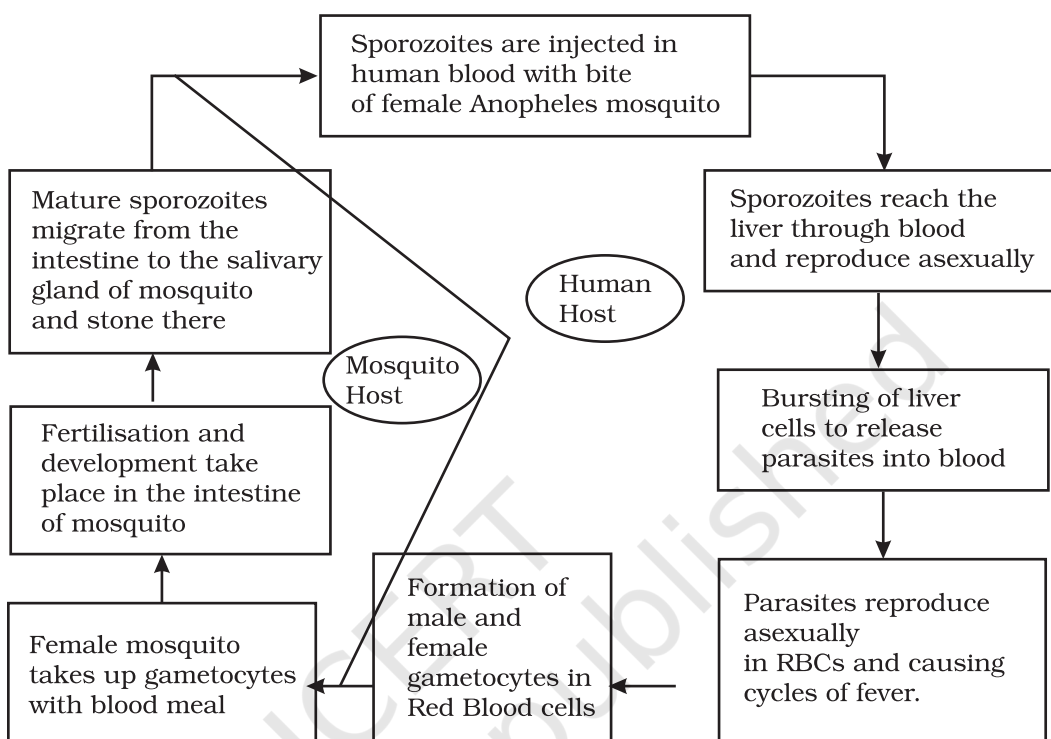 Sporozoites are injected in
human blood with bite
of female Anopheles mosquito
Sporozoites reach the
liver through blood
and reproduce asexually
Bursting of liver
cells to release
parasites into blood
Parasites reproduce
asexually
in RBCs and causing
cycles of fever.
Formation of
male and
female
gametocytes in
Red Blood cells
Female mosquito
takes up gametocytes
with blood meal
Fertilisation and
development take
place in the intestine
of mosquito
Mature sporozoites
migrate from the
intestine to the salivary
gland of mosquito
and stone there
Human
Host
Mosquito
Host
NCERT
published